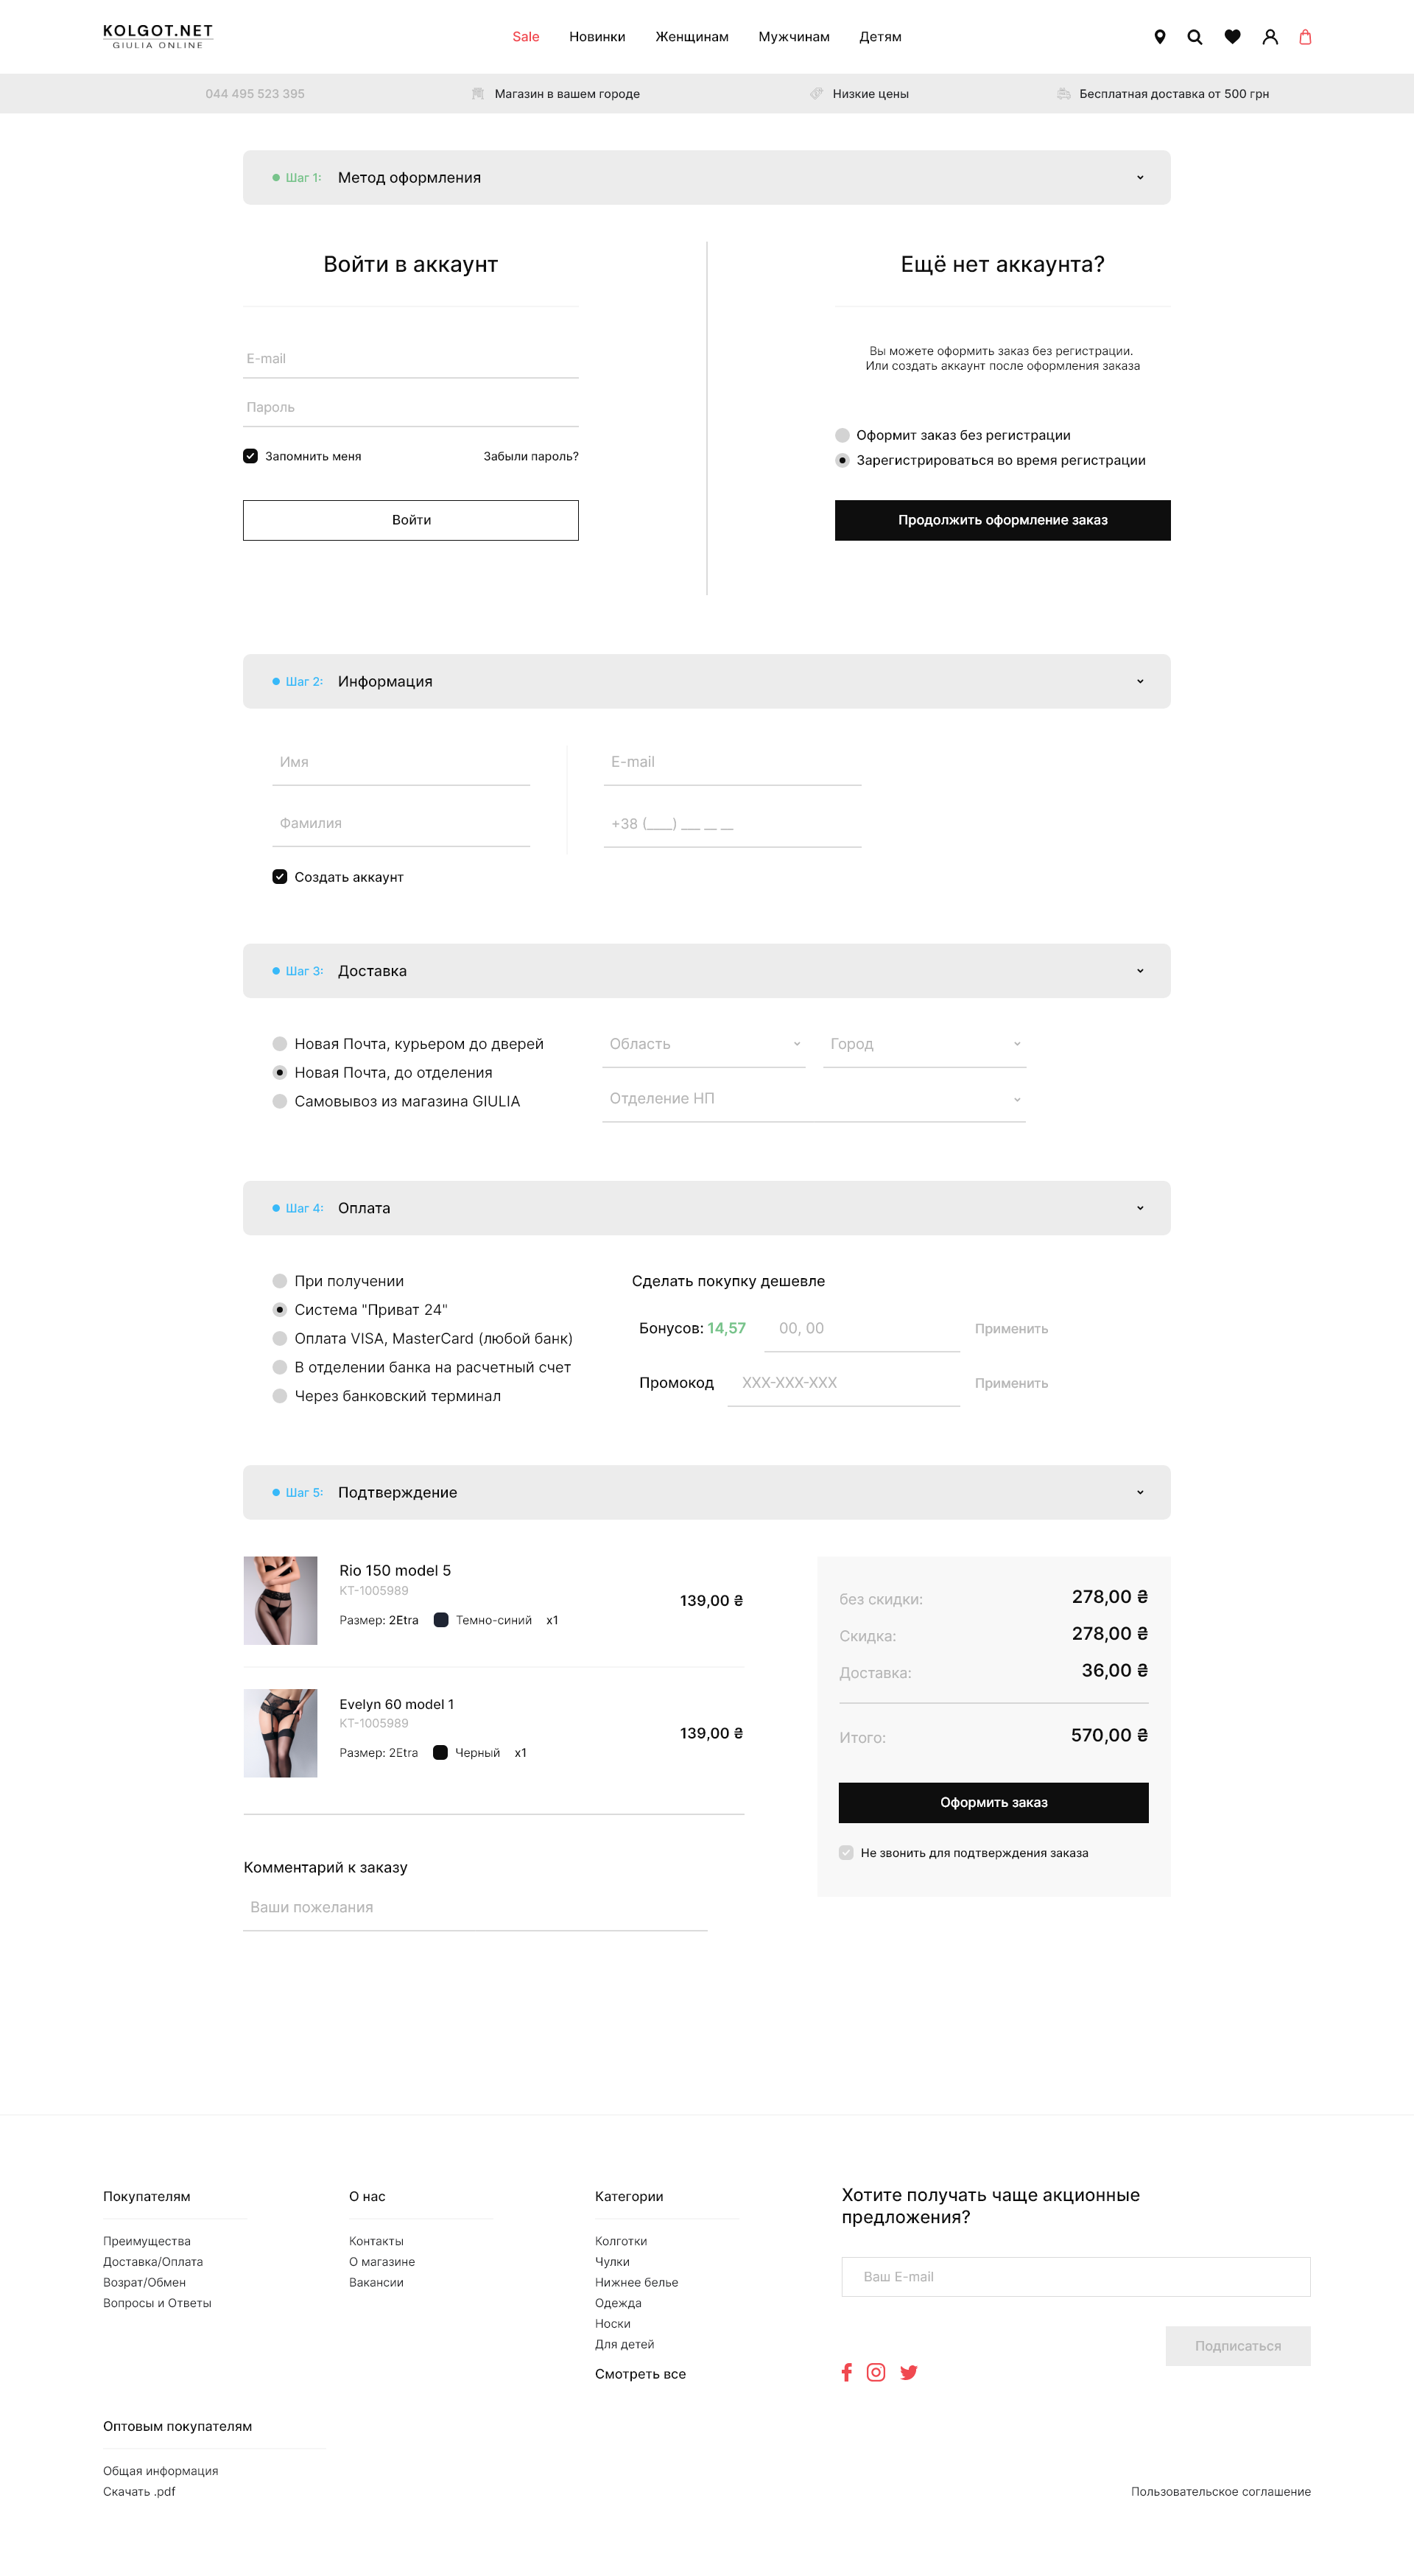 KOLGOT.NET
GIULIA ONLINE
Sale
Новинки
Женщинам
Мужчинам
Детям
044 495 523 395
Магазин в вашем городе
Низкие цены
Бесплатная доставка от 500 грн
Шаг 1:
Метод оформления
Войти в аккаунт
E-mail
Пароль
Запомнить меня
Забыли пароль?
Войти
Ещё нет аккаунта?
Вы можете оформить заказ без регистрации.
Или создать аккаунт после оформления заказа
Оформит заказ без регистрации
Зарегистрироваться во время регистрации
Продолжить оформление заказ
Шаг 2:
Информация
Имя
Фамилия
Создать аккаунт
E-mail
+38 (____) ___ __ __
Шаг 3:
Доставка
Новая Почта, курьером до дверей
Новая Почта, до отделения
Самовывоз из магазина GIULIA
Область
Город
Отделение НП
Шаг 4:
Оплата
При получении
Система "Приват 24"
Оплата VISA, MasterCard (любой банк)
В отделении банка на расчетный счет
Через банковский терминал
Сделать покупку дешевле
Бонусов: 14,57
00, 00
Применить
Промокод
XXX-XXX-XXX
Применить
Шаг 5:
Подтверждение
Rio 150 model 5
KT-1005989
Размер: 2Etra
Темно-синий
x1
139,00 ₴
Evelyn 60 model 1
KT-1005989
Размер: 2Etra
Черный
x1
139,00 ₴
Комментарий к заказу
Ваши пожелания
без скидки:
278,00 ₴
Скидка:
278,00 ₴
Доставка:
36,00 ₴
Итого:
570,00 ₴
Оформить заказ
Не звонить для подтверждения заказа
Покупателям
Преимущества
Доставка/Оплата
Возрат/Обмен
Вопросы и Ответы
О нас
Контакты
О магазине
Вакансии
Категории
Колготки
Чулки
Нижнее белье
Одежда
Носки
Для детей
Смотреть все
Хотите получать чаще акционные
предложения?
Ваш E-mail
Подписаться
Оптовым покупателям
Общая информация
Скачать .pdf
Пользовательское соглашение